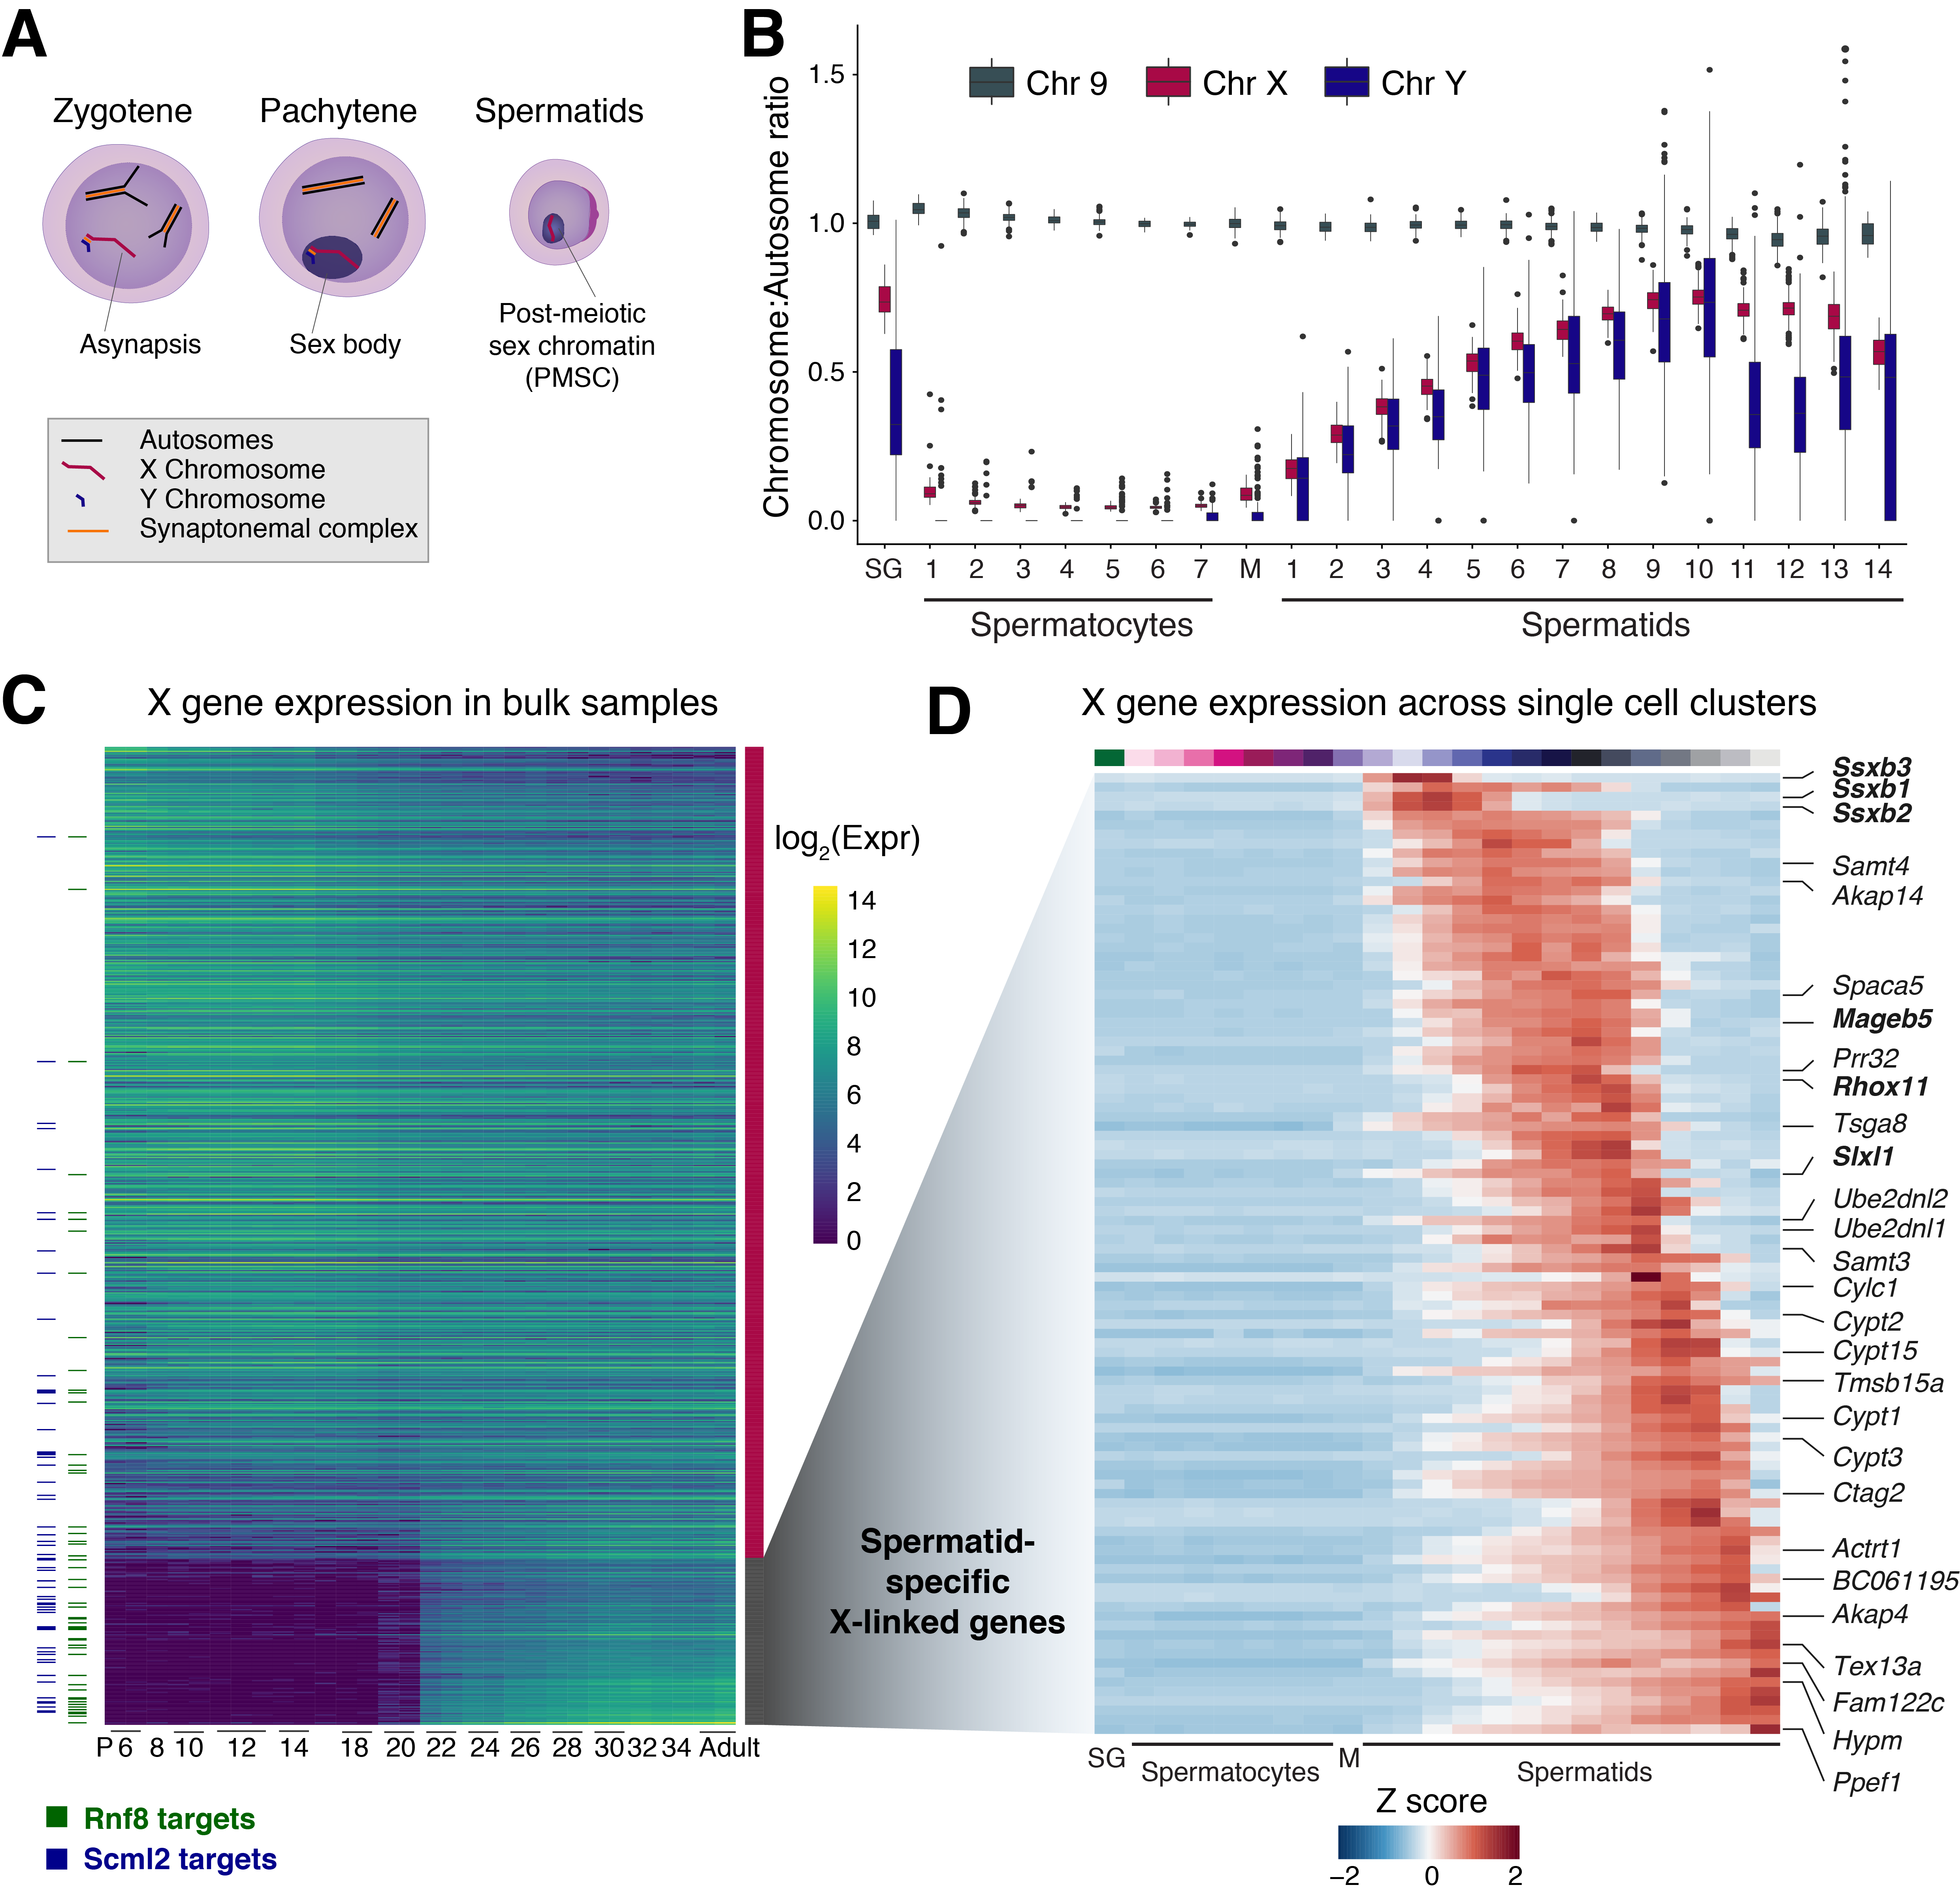 A
Zygotene
Pachytene
Spermatids
Asynapsis
Sex body
Post-meiotic
sex chromatin
(PMSC)
Autosomes
X Chromosome
Y Chromosome
Synaptonemal complex
B
Chromosome:Autosome ratio
1.5
1.0
0.5
0.0
Chr 9
Chr X
Chr Y
SG 1 2 3 4 5 6 7 M 1 2 3 4 5 6 7 8 9 10 11 12 13 14
Spermatocytes
Spermatids
C
X gene expression in bulk samples
log2(Expr)
14
12
10
8
6
4
2
0
P 6 8 10 12 14 18 20 22 24 26 28 30 32 34 Adult
Rnf8 targets
Scml2 targets
Spermatid-
specific
X-linked genes
D
X gene expression across single cell clusters
Ssxb3
Ssxb1
Ssxb2
Samt4
Akap14
Spaca5
Mageb5
Prr32
Rhox11
Tsga8
Slxl1
Ube2dnl2
Ube2dnl1
Samt3
Cylc1
Cypt2
Cypt15
Tmsb15a
Cypt1
Cypt3
Ctag2
Actrt1
BC061195
Akap4
Tex13a
Fam122c
Hypm
Ppef1
SG
Spermatocytes
M
Spermatids
Z score
−2 0 2